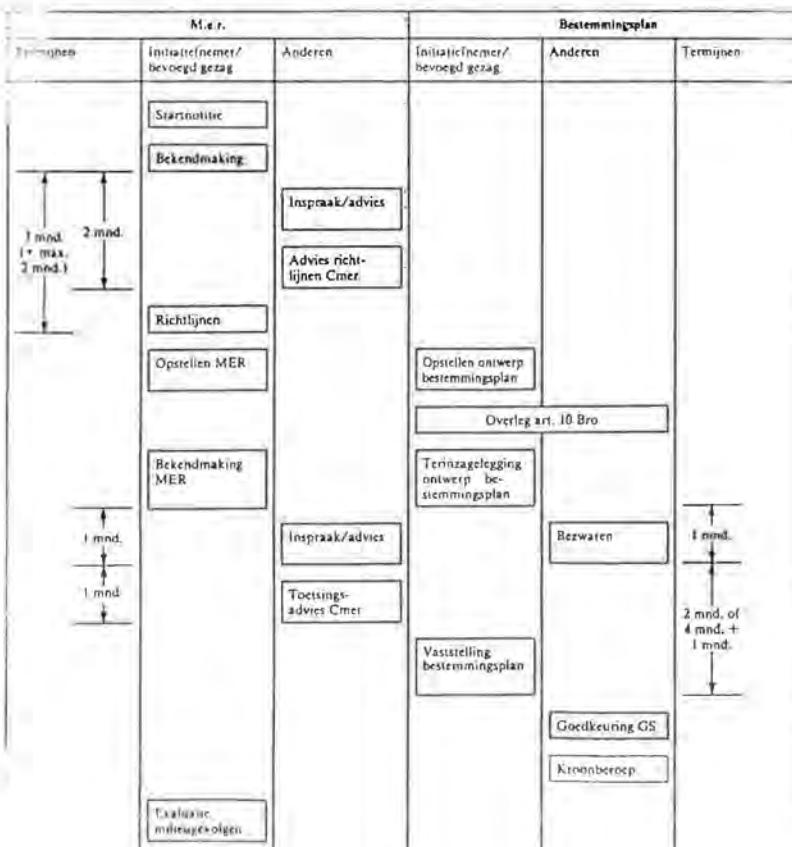 M.e.r.
Bestemmingsplan
Termijnen
Initiatiefnemer/
bevoegd gezag
Anderen
Initiatiefnemer/
bevoegd gezag
Anderen
Termijnen
Startnotitie
Bekendmaking
Inspraak/advies
2 mnd.
mnd.
(+ max.
2 mnd.)
Advies richt-
lijnen Cmer
Richtlijnen
Opstellen MER
Opstellen ontwerp
bestemmingsplan
Overleg art. 10 Bro
Bekendmaking
MER
Terinzagelegging
ontwerp be-
stemmingsplan
1 mnd.
Inspraak/advies
Bezwaren
1 mnd.
1 mnd
Toetsings-
advies Cmer
2 mnd. of
4 mnd. +
1 mnd.
Vaststelling
bestemmingsplan
Goedkeuring GS
Kroonberoep
Evaluatie
milieugevolgen